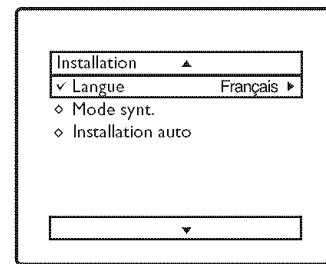 Installation ▲
✓ Langue Français ▶
◇ Mode synt.
◇ Installation auto
▼